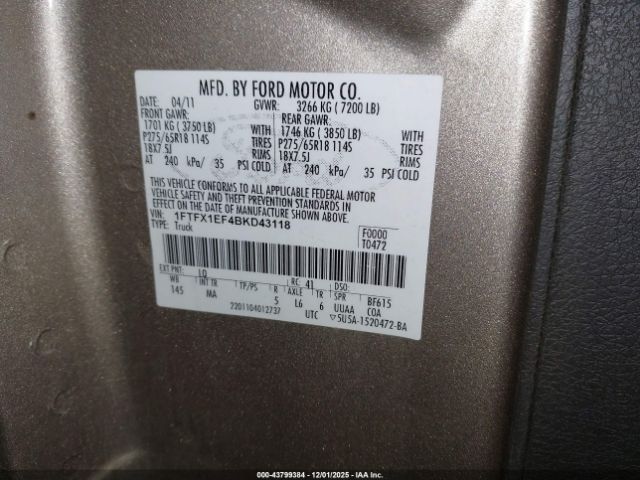 MFD. BY FORD MOTOR CO.
DATE: 04/11 GVWR: 3266 KG ( 7200 LB)
FRONT GAWR: REAR GAWR:
1701 KG ( 3750 LB) WITH 1746 KG ( 3850 LB) WITH
P275/65R18 114S TIRES P275/65R18 114S TIRES
18X7.5J RIMS 18X7.5J RIMS
AT 240 kPa/ 35 PSI COLD AT 240 kPa/ 35 PSI COLD
THIS VEHICLE CONFORMS TO ALL APPLICABLE FEDERAL MOTOR
VEHICLE SAFETY AND THEFT PREVENTION STANDARDS IN
EFFECT ON THE DATE OF MANUFACTURE SHOWN ABOVE.
VIN: 1FTFX1EF4BKD43118 F0000
TYPE: Truck T0472
EXT PNT: LQ RC: 41 DSO:
WB INT TR TP/PS R AXLE TR SPR BF615
145 MA 5 L6 6 UUAA COA
2201104012737 UTC ▽5U5A-1520472-BA
000-43799384 | 12/01/2025 - IAA Inc.